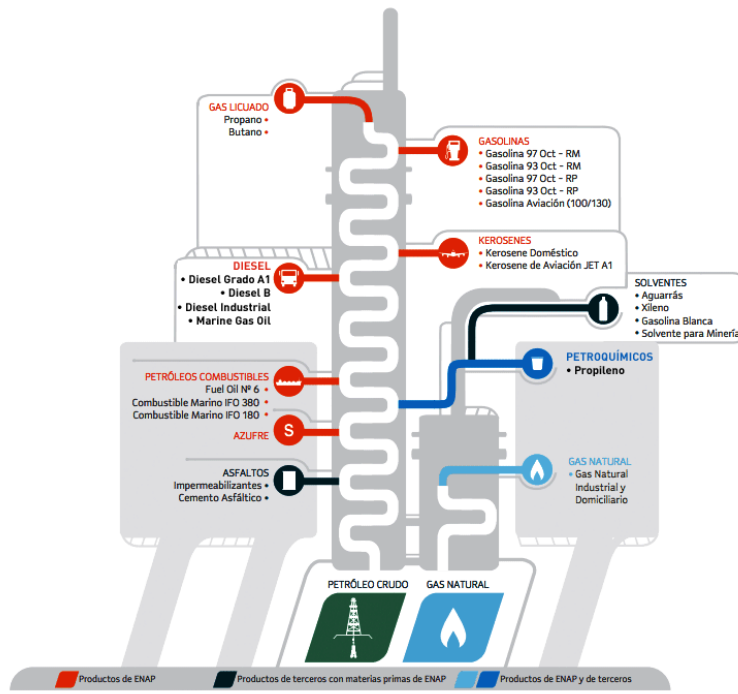 GAS LICUADO
Propano •
Butano •
GASOLINAS
• Gasolina 97 Oct - RM
• Gasolina 93 Oct - RM
• Gasolina 97 Oct - RP
• Gasolina 93 Oct - RP
• Gasolina Aviación (100/130)
KEROSENES
• Kerosene Doméstico
• Kerosene de Aviación JET A1
DIESEL
• Diesel Grado A1
• Diesel B
• Diesel Industrial
• Marine Gas Oil
SOLVENTES
• Aguarrás
• Xileno
• Gasolina Blanca
• Solvente para Minería
PETROQUÍMICOS
• Propileno
PETRÓLEOS COMBUSTIBLES
Fuel Oil Nº 6 •
Combustible Marino IFO 380 •
Combustible Marino IFO 180 •
AZUFRE
S
ASFALTOS
Impermeabilizantes •
Cemento Asfáltico •
GAS NATURAL
• Gas Natural
Industrial y
Domiciliario
PETRÓLEO CRUDO
GAS NATURAL
Productos de ENAP
Productos de terceros con materias primas de ENAP
Productos de ENAP y de terceros